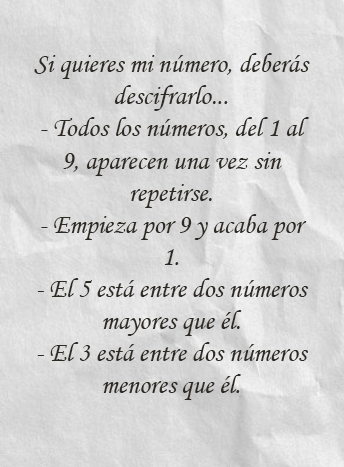 Si quieres mi número, deberás
descifrarlo...
- Todos los números, del 1 al
9, aparecen una vez sin
repetirse.
- Empieza por 9 y acaba por
1.
- El 5 está entre dos números
mayores que él.
- El 3 está entre dos números
menores que él.